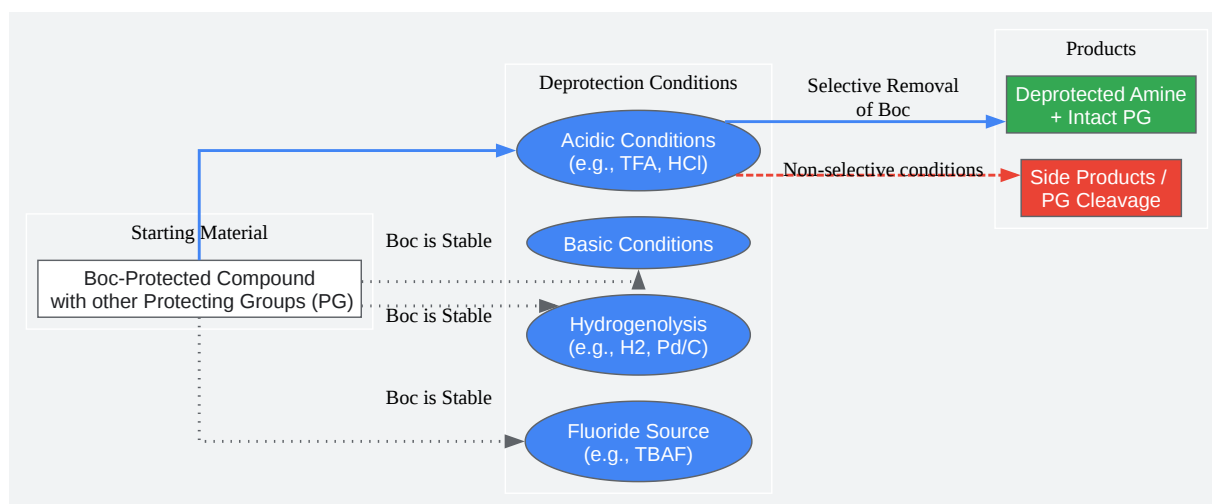 Starting Material
Boc-Protected Compound
with other Protecting Groups (PG)
Boc is Stable
Boc is Stable
Boc is Stable
Deprotection Conditions
Acidic Conditions
(e.g., TFA, HCl)
Basic Conditions
Hydrogenolysis
(e.g., H2, Pd/C)
Fluoride Source
(e.g., TBAF)
Selective Removal
of Boc
Non-selective conditions
Products
Deprotected Amine
+ Intact PG
Side Products /
PG Cleavage